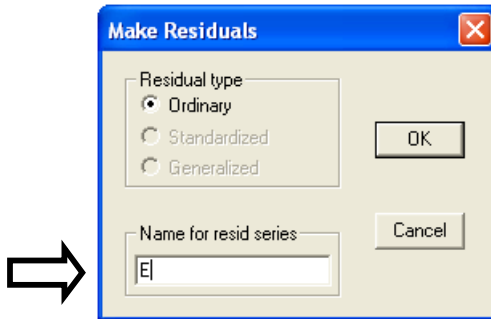 Make Residuals
Residual type
Ordinary
Standardized
Generalized
OK
Name for resid series
E
Cancel